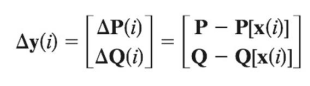 Δy(i) = [ΔP(i) ΔQ(i)] = [P − P[x(i)] Q − Q[x(i)]]